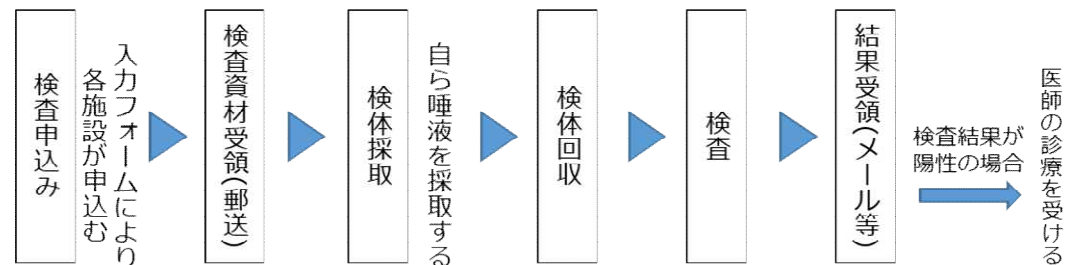 検査申込み
入力フォームにより
各施設が申込む
検査資材受領(郵送)
検体採取
自ら唾液を採取する
検体回収
検査
結果受領(メール等)
検査結果が
陽性の場合
医師の診療を受ける